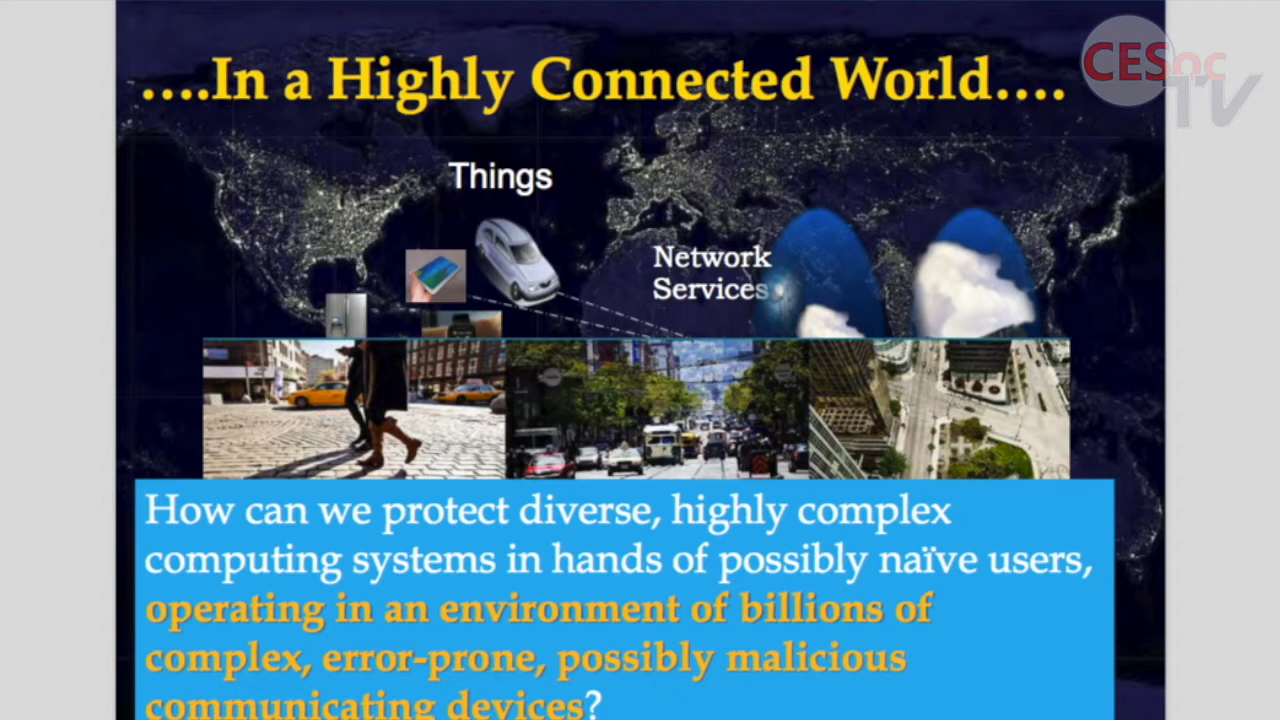 CESoc
TV
....In a Highly Connected World....
Things
Network
Services
How can we protect diverse, highly complex
computing systems in hands of possibly naïve users,
operating in an environment of billions of
complex, error-prone, possibly malicious
communicating devices?